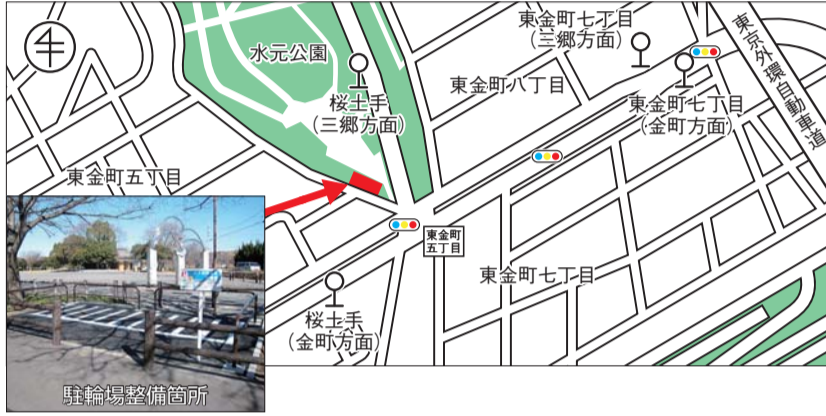 水元公園
桜土手
(三郷方面)
東金町七丁目
(三郷方面)
東金町八丁目
東金町七丁目
(金町方面)
東京外環自動車道
東金町五丁目
東金町
五丁目
東金町七丁目
桜土手
(金町方面)
駐輪場整備箇所